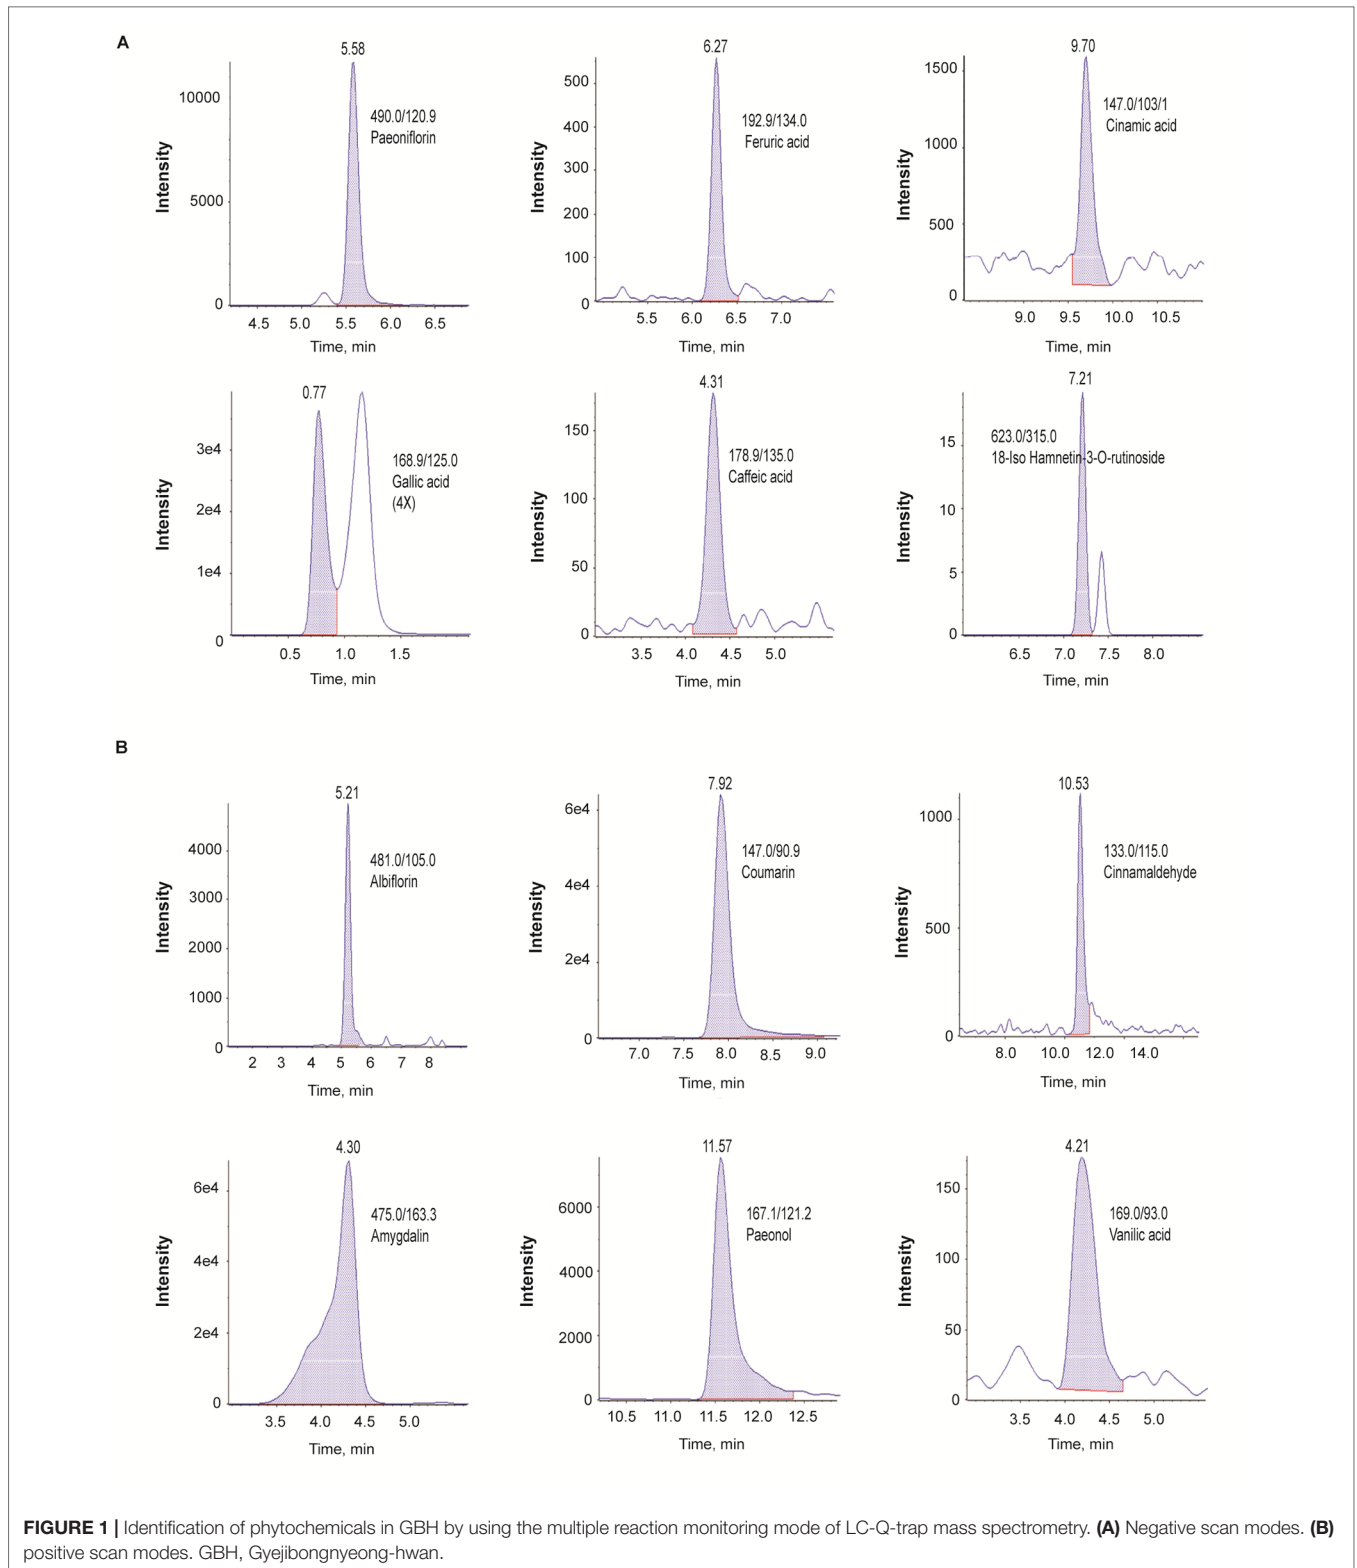 A
5.58
10000
5000
0
490.0/120.9
Paeoniflorin
Intensity
4.5 5.0 5.5 6.0 6.5
Time, min
6.27
500
400
300
200
100
0
192.9/134.0
Feruric acid
Intensity
5.5 6.0 6.5 7.0
Time, min
9.70
1500
1000
500
0
147.0/103/1
Cinamic acid
Intensity
9.0 9.5 10.0 10.5
Time, min
0.77
3e4
2e4
1e4
0
168.9/125.0
Gallic acid
(4X)
Intensity
0.5 1.0 1.5
Time, min
4.31
150
100
50
0
178.9/135.0
Caffeic acid
Intensity
3.5 4.0 4.5 5.0
Time, min
7.21
15
10
5
0
623.0/315.0
18-Iso Hamnetin-3-O-rutinoside
Intensity
6.5 7.0 7.5 8.0
Time, min
B
5.21
4000
3000
2000
1000
0
481.0/105.0
Albiflorin
Intensity
2 3 4 5 6 7 8
Time, min
7.92
6e4
4e4
2e4
0
147.0/90.9
Coumarin
Intensity
7.0 7.5 8.0 8.5 9.0
Time, min
10.53
1000
500
0
133.0/115.0
Cinnamaldehyde
Intensity
8.0 10.0 12.0 14.0
Time, min
4.30
6e4
4e4
2e4
0
475.0/163.3
Amygdalin
Intensity
3.5 4.0 4.5 5.0
Time, min
11.57
6000
4000
2000
0
167.1/121.2
Paeonol
Intensity
10.5 11.0 11.5 12.0 12.5
Time, min
4.21
150
100
50
0
169.0/93.0
Vanilic acid
Intensity
3.5 4.0 4.5 5.0
Time, min
FIGURE 1 | Identification of phytochemicals in GBH by using the multiple reaction monitoring mode of LC-Q-trap mass spectrometry. (A) Negative scan modes. (B)
positive scan modes. GBH, Gyejibongnyeong-hwan.